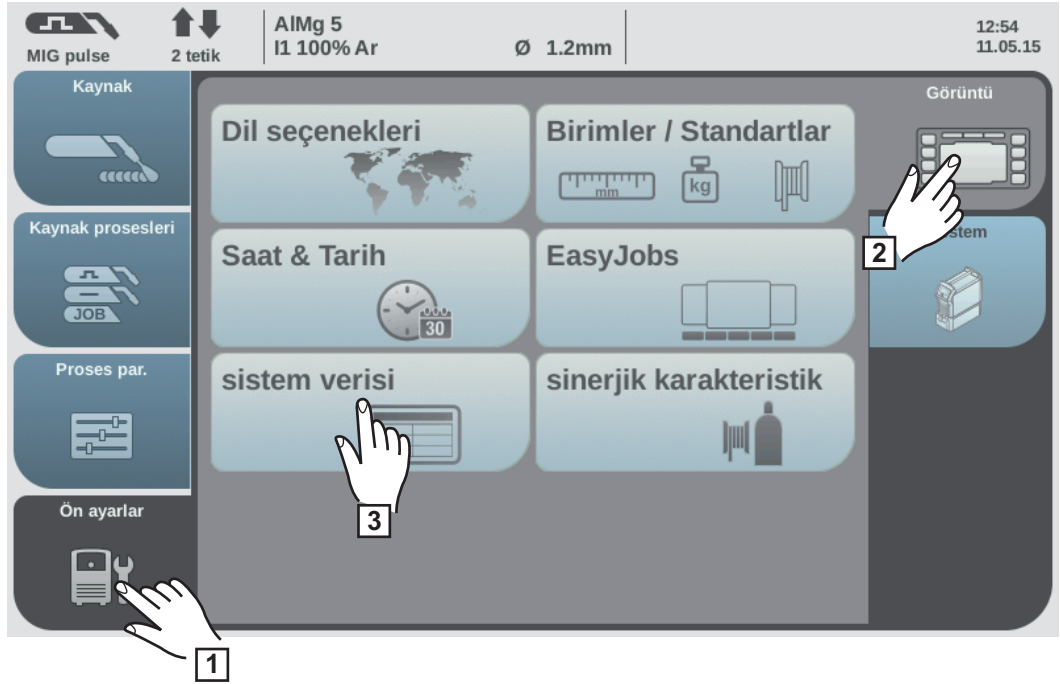 MIG pulse
2 tetik
AlMg 5
I1 100% Ar
Ø 1.2mm
12:54
11.05.15
Kaynak
Kaynak prosesleri
JOB
Proses par.
Ön ayarlar
1
Dil seçenekleri
Birimler / Standartlar
mm
kg
Saat & Tarih
30
EasyJobs
sistem verisi
3
sinerjik karakteristik
Görüntü
2
stem